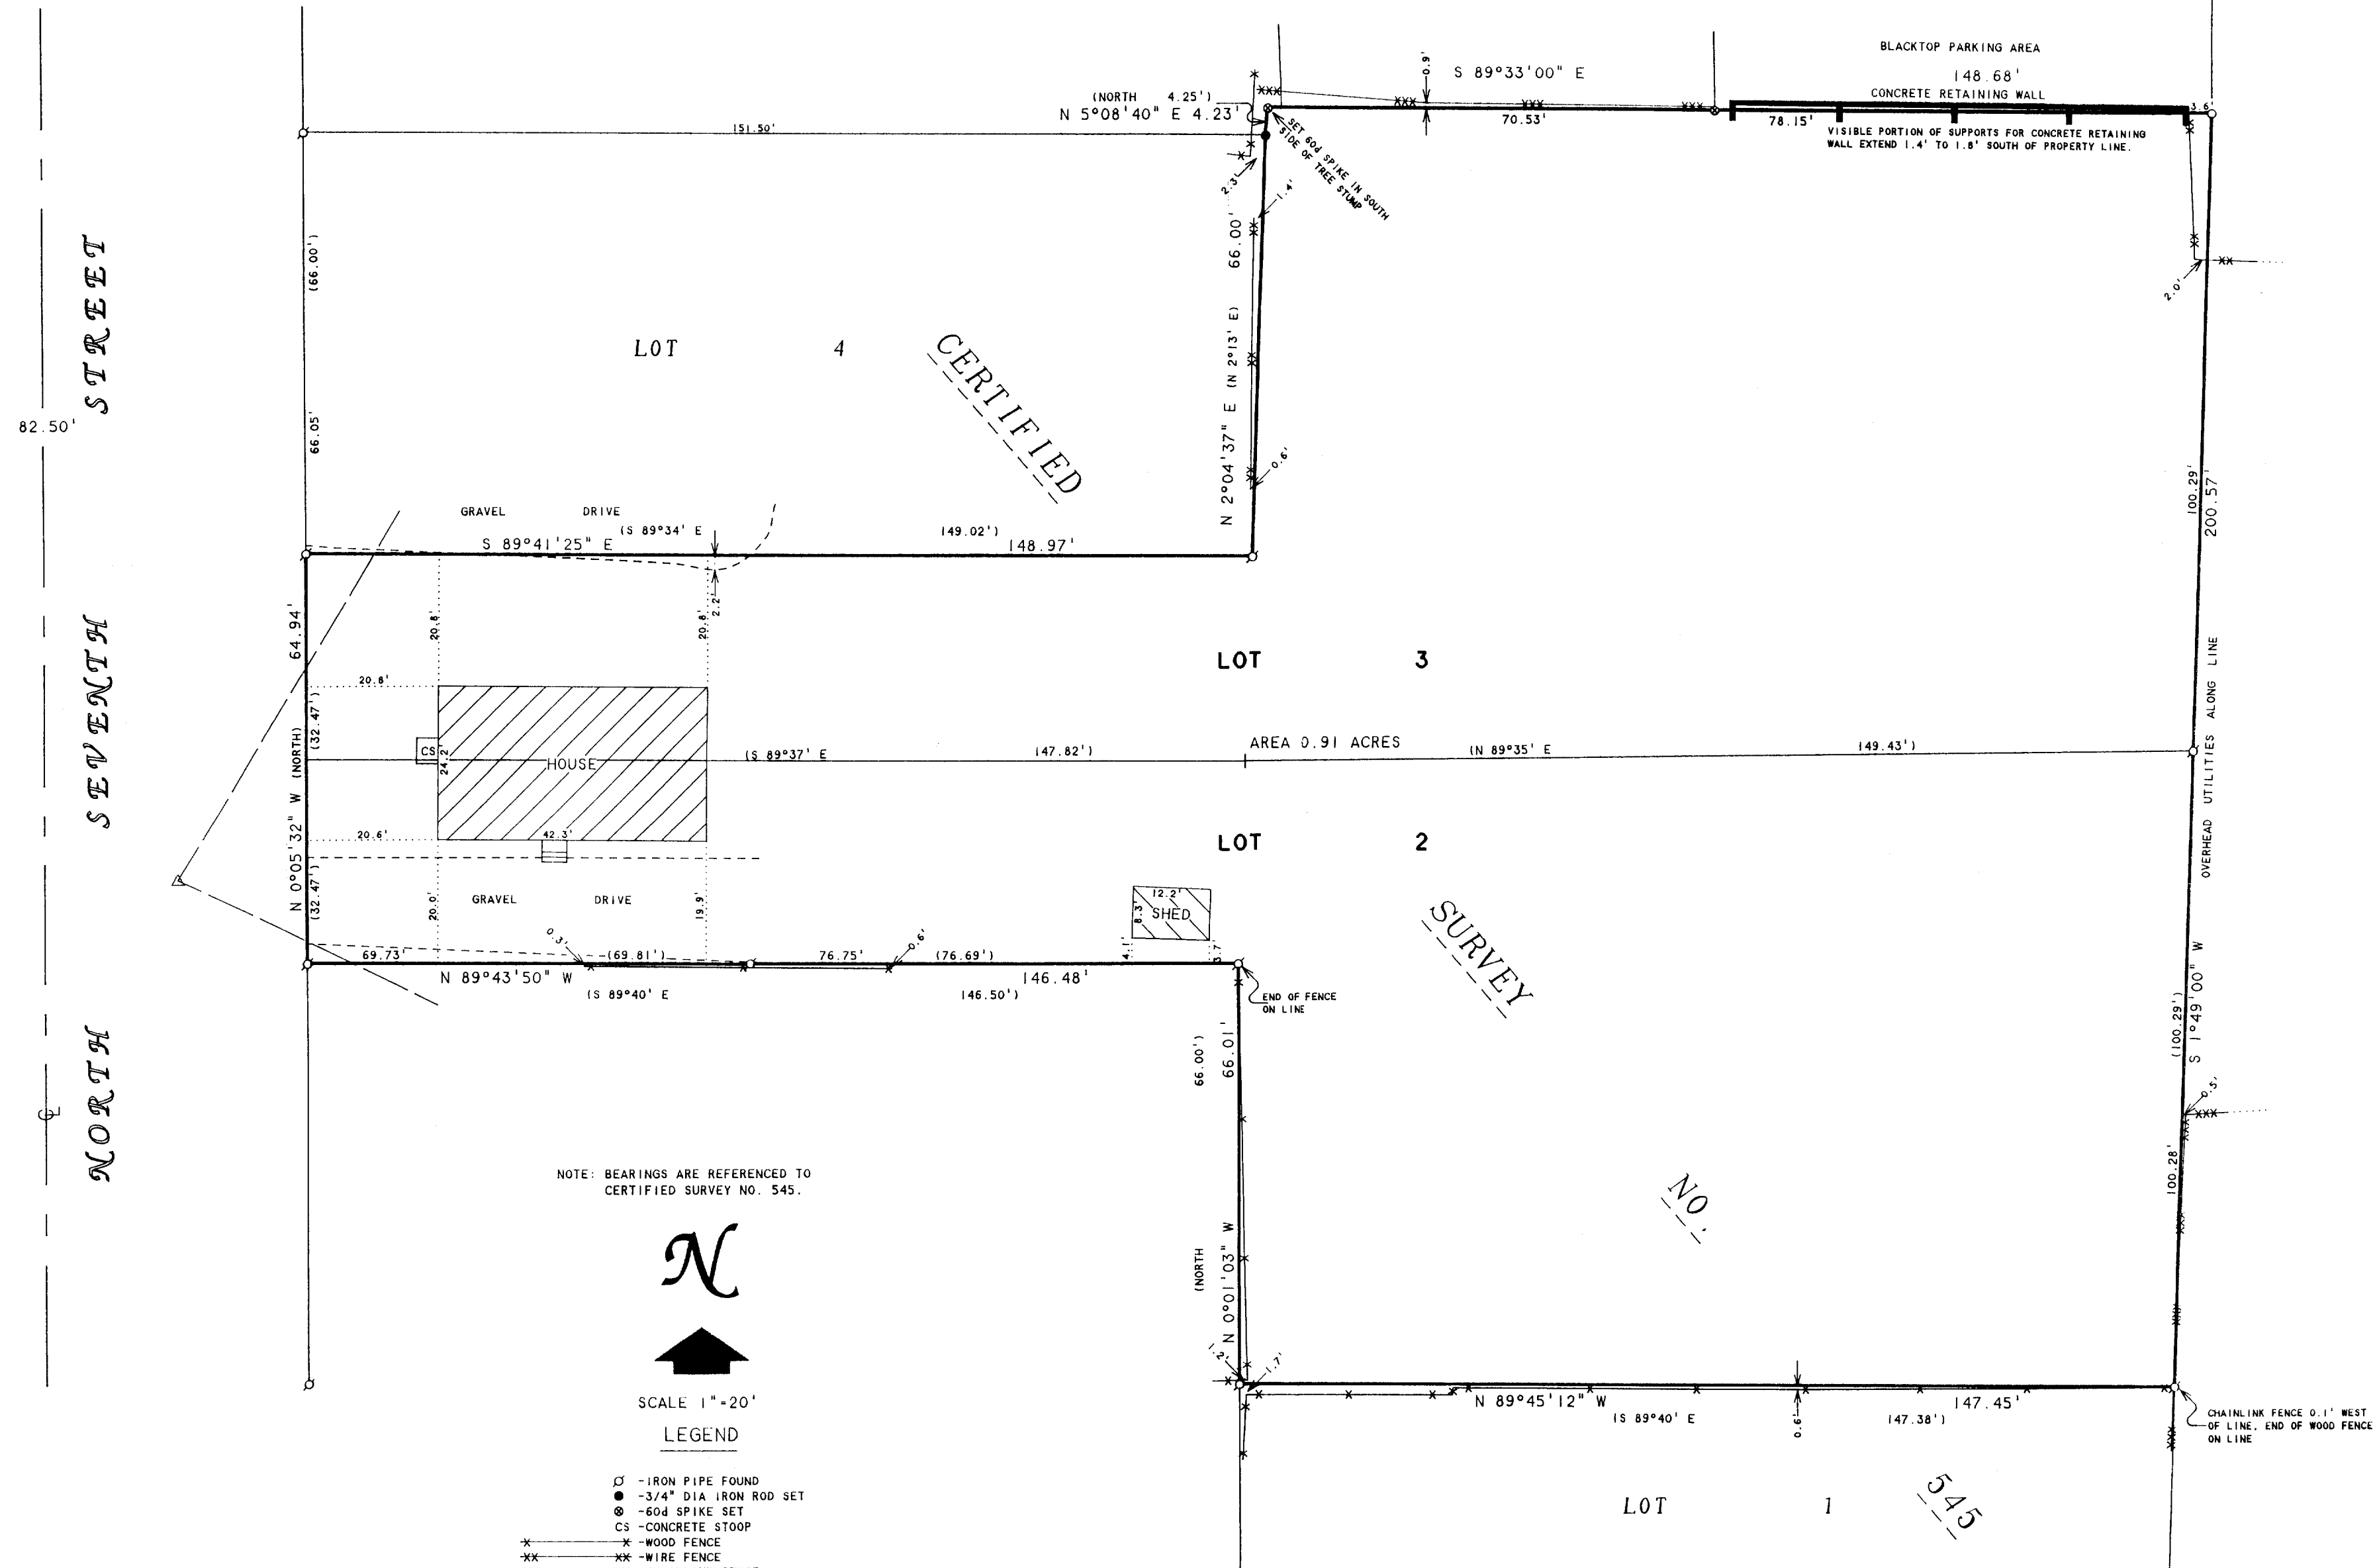 BLACKTOP PARKING AREA
148.68'
CONCRETE RETAINING WALL
S 89°33'00" E
0.9'
(NORTH 4.25')
N 5°08'40" E 4.23'
70.53'
78.15'
3.6'
VISIBLE PORTION OF SUPPORTS FOR CONCRETE RETAINING
WALL EXTEND 1.4' TO 1.8' SOUTH OF PROPERTY LINE.
SET 60d SPIKE IN SOUTH
SIDE OF TREE STUMP
151.50'
2.3'
1.4'
2.0'
(66.00')
66.05'
LOT 4
CERTIFIED
N 2°04'37" E (N 2°13' E) 66.00'
0.6'
82.50'
NORTH SEVENTH STREET
GRAVEL DRIVE
(S 89°34' E 149.02')
S 89°41'25" E 148.97'
2.2'
20.8'
20.8'
64.94'
N 0°05'32" W (NORTH)
(32.47')
(32.47')
20.8'
CS
24.2'
HOUSE
42.3'
20.6'
20.0'
19.9'
GRAVEL DRIVE
(S 89°37' E 147.82')
AREA 0.91 ACRES
(N 89°35' E 149.43')
LOT 3
LOT 2
100.29'
200.57'
OVERHEAD UTILITIES ALONG LINE
S 1°49'00" W
(100.29')
0.5'
100.28'
12.2'
8.3'
SHED
4.1'
3.7'
0.3'
0.6'
69.73'
(69.81')
76.75'
(76.69')
N 89°43'50" W 146.48'
(S 89°40' E 146.50')
END OF FENCE
ON LINE
SURVEY
NO.
545
66.01'
66.00')
N 0°01'03" W
(NORTH
1.2'
1.7'
N 89°45'12" W 147.45'
(S 89°40' E 147.38')
0.6'
CHAINLINK FENCE 0.1' WEST
OF LINE. END OF WOOD FENCE
ON LINE
LOT 1
NOTE: BEARINGS ARE REFERENCED TO
CERTIFIED SURVEY NO. 545.
N
SCALE 1"=20'
LEGEND
-IRON PIPE FOUND
-3/4" DIA IRON ROD SET
-60d SPIKE SET
CS -CONCRETE STOOP
-WOOD FENCE
-WIRE FENCE